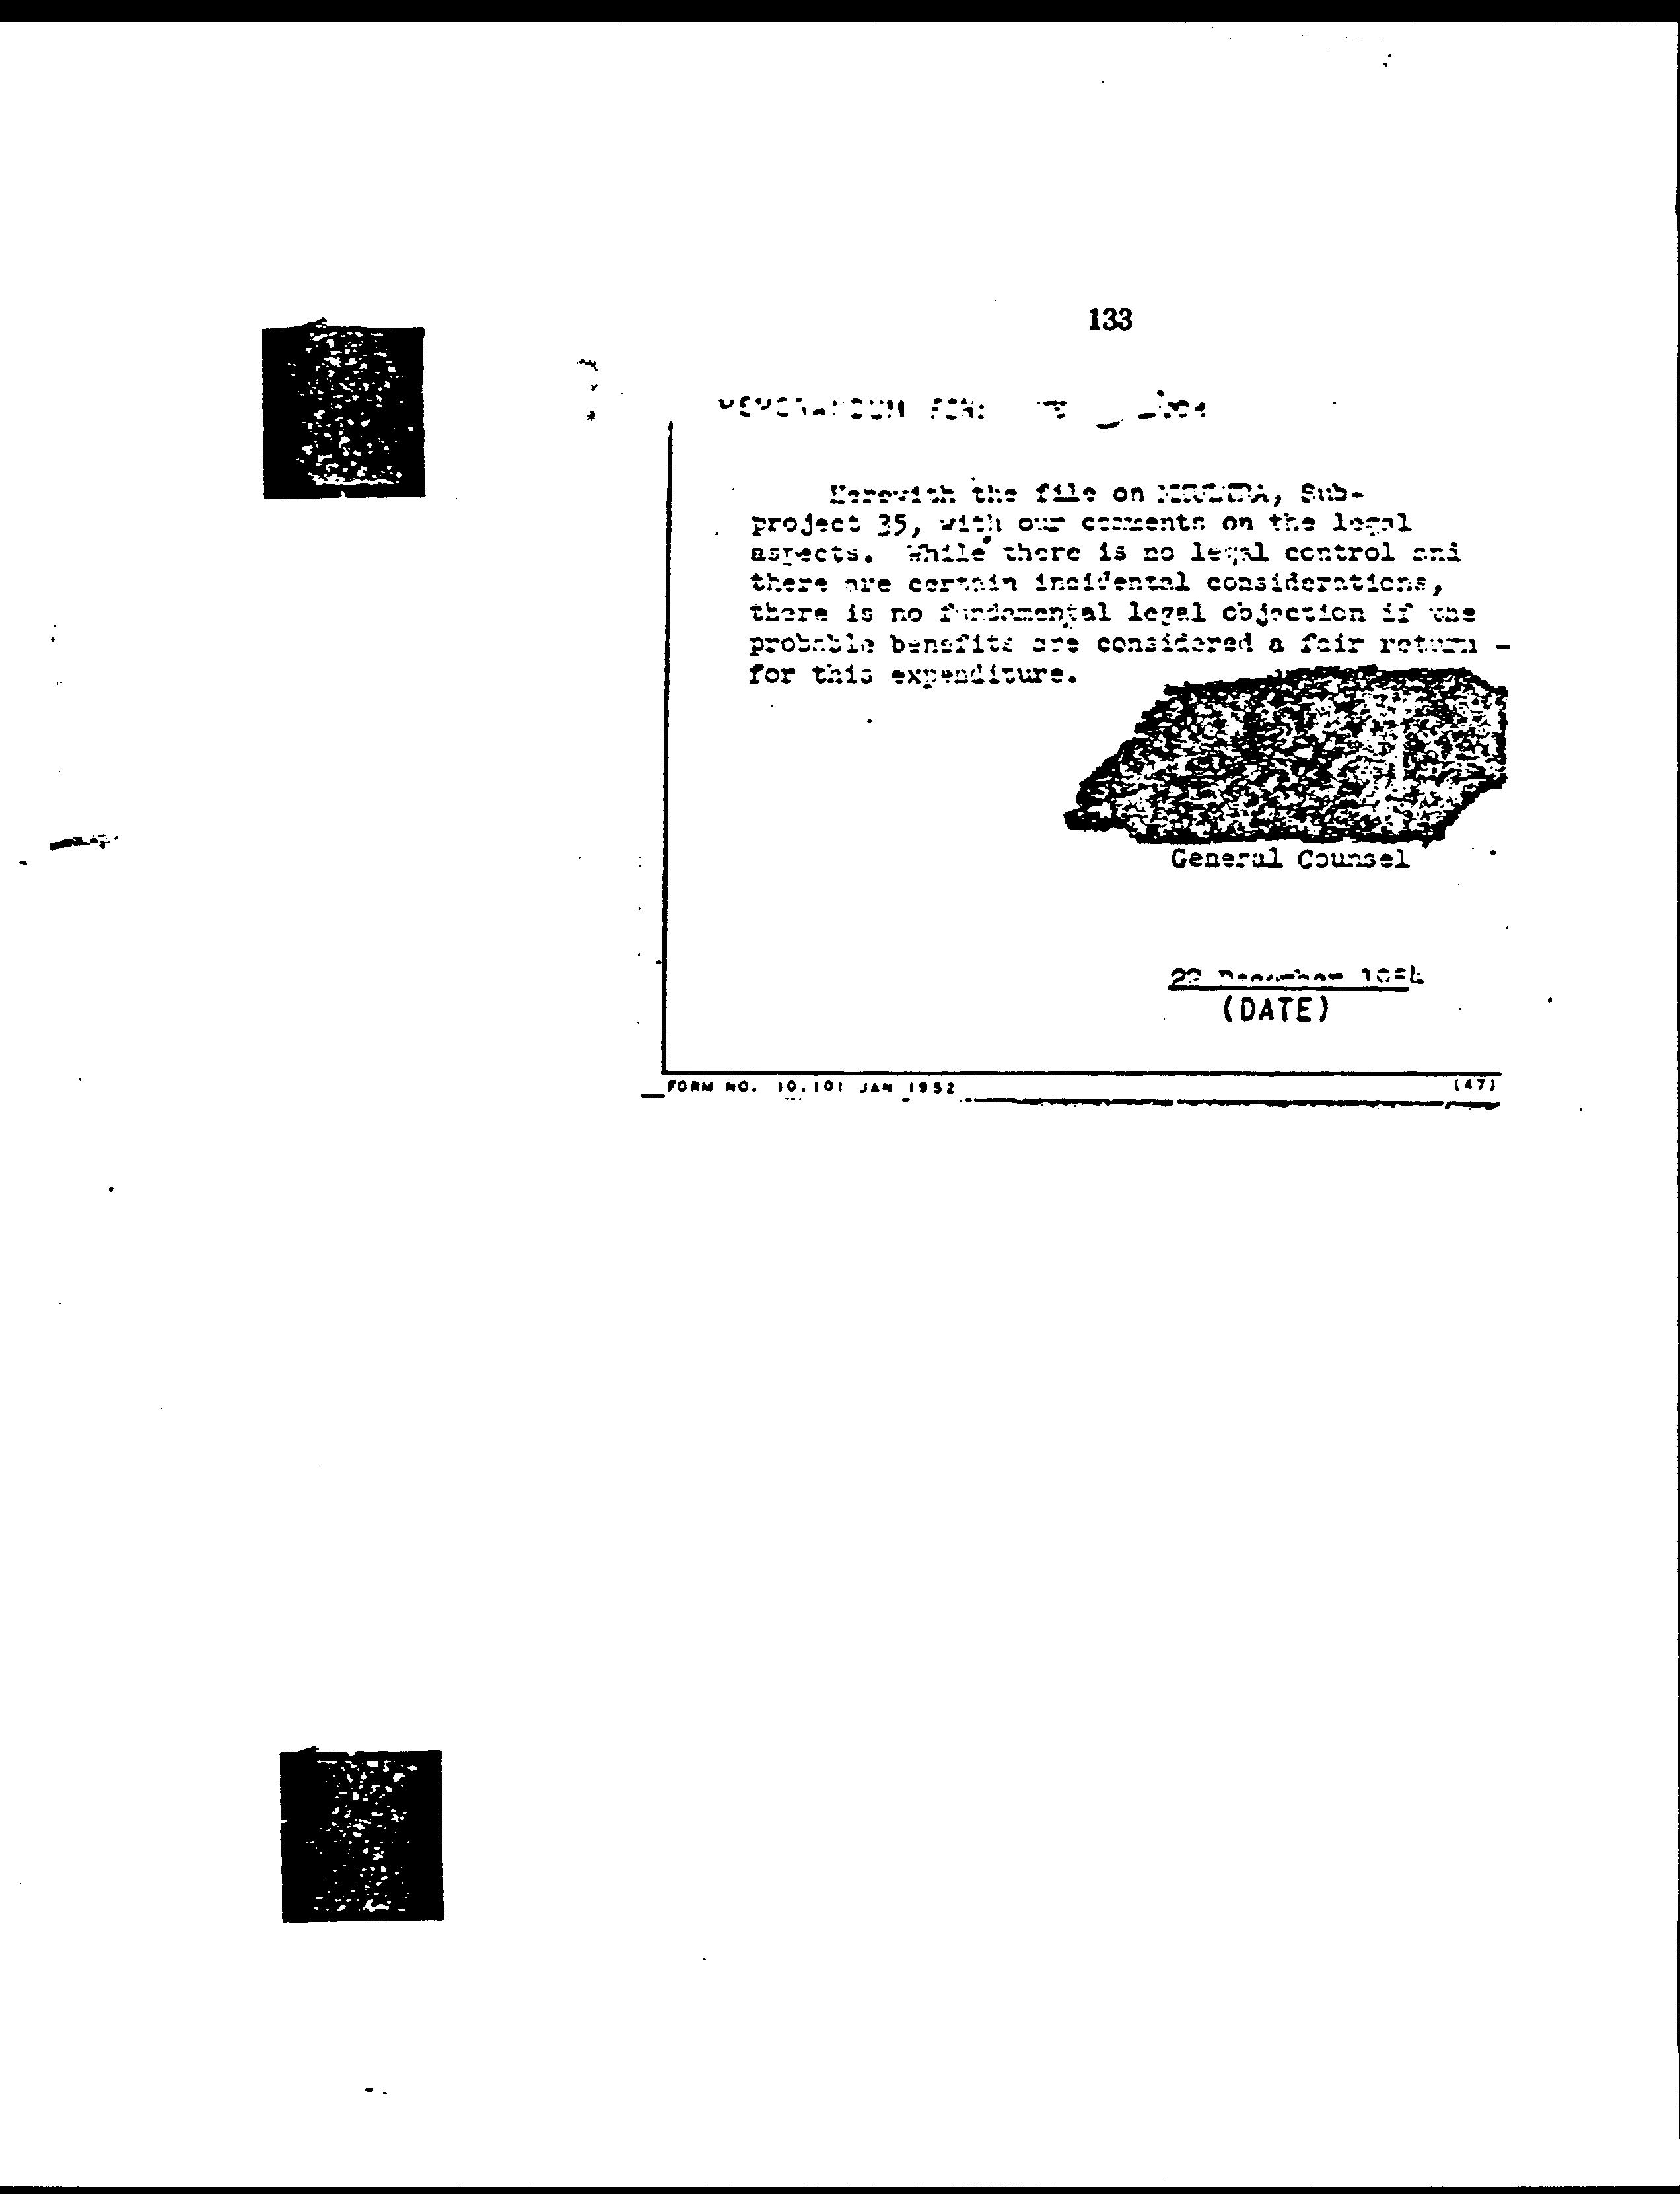 133
MEMORANDUM FOR:
Herewith the file on MKULTRA, Sub-
project 35, with our comments on the legal
aspects. While there is no legal control and
there are certain incidental considerations,
there is no fundamental legal objection if the
probable benefits are considered a fair return -
for this expenditure.
General Counsel
22 December 1954
(DATE)
FORM NO. 10.101 JAN 1952 (47)